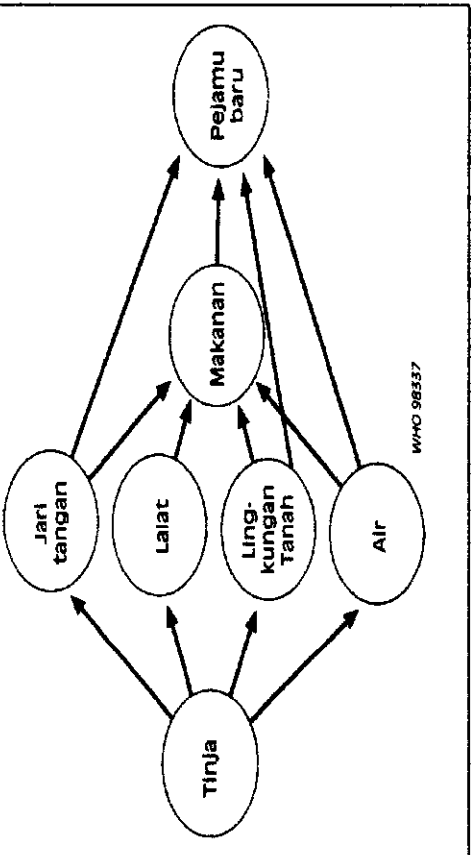 Tinja
Jari
tangan
Lalat
Ling-
kungan
Tanah
Air
Makanan
Pejamu
baru
WHO 98337